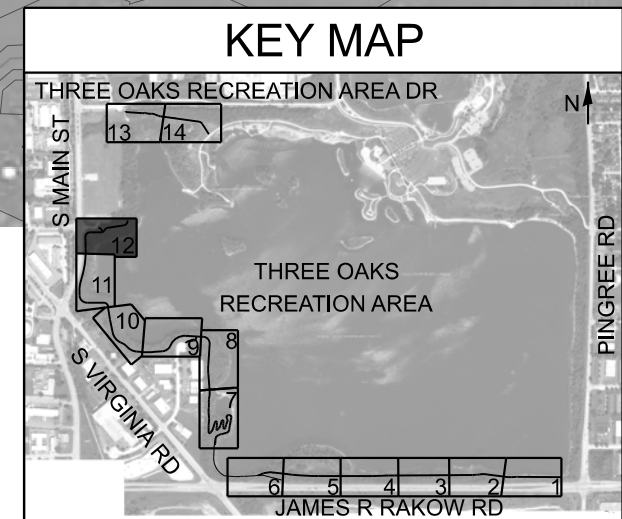 KEY MAP
THREE OAKS RECREATION AREA DR
N
13
14
S MAIN ST
12
THREE OAKS
RECREATION AREA
PINGREE RD
11
10
9
8
7
S VIRGINIA RD
6
5
4
3
2
1
JAMES R RAKOW RD